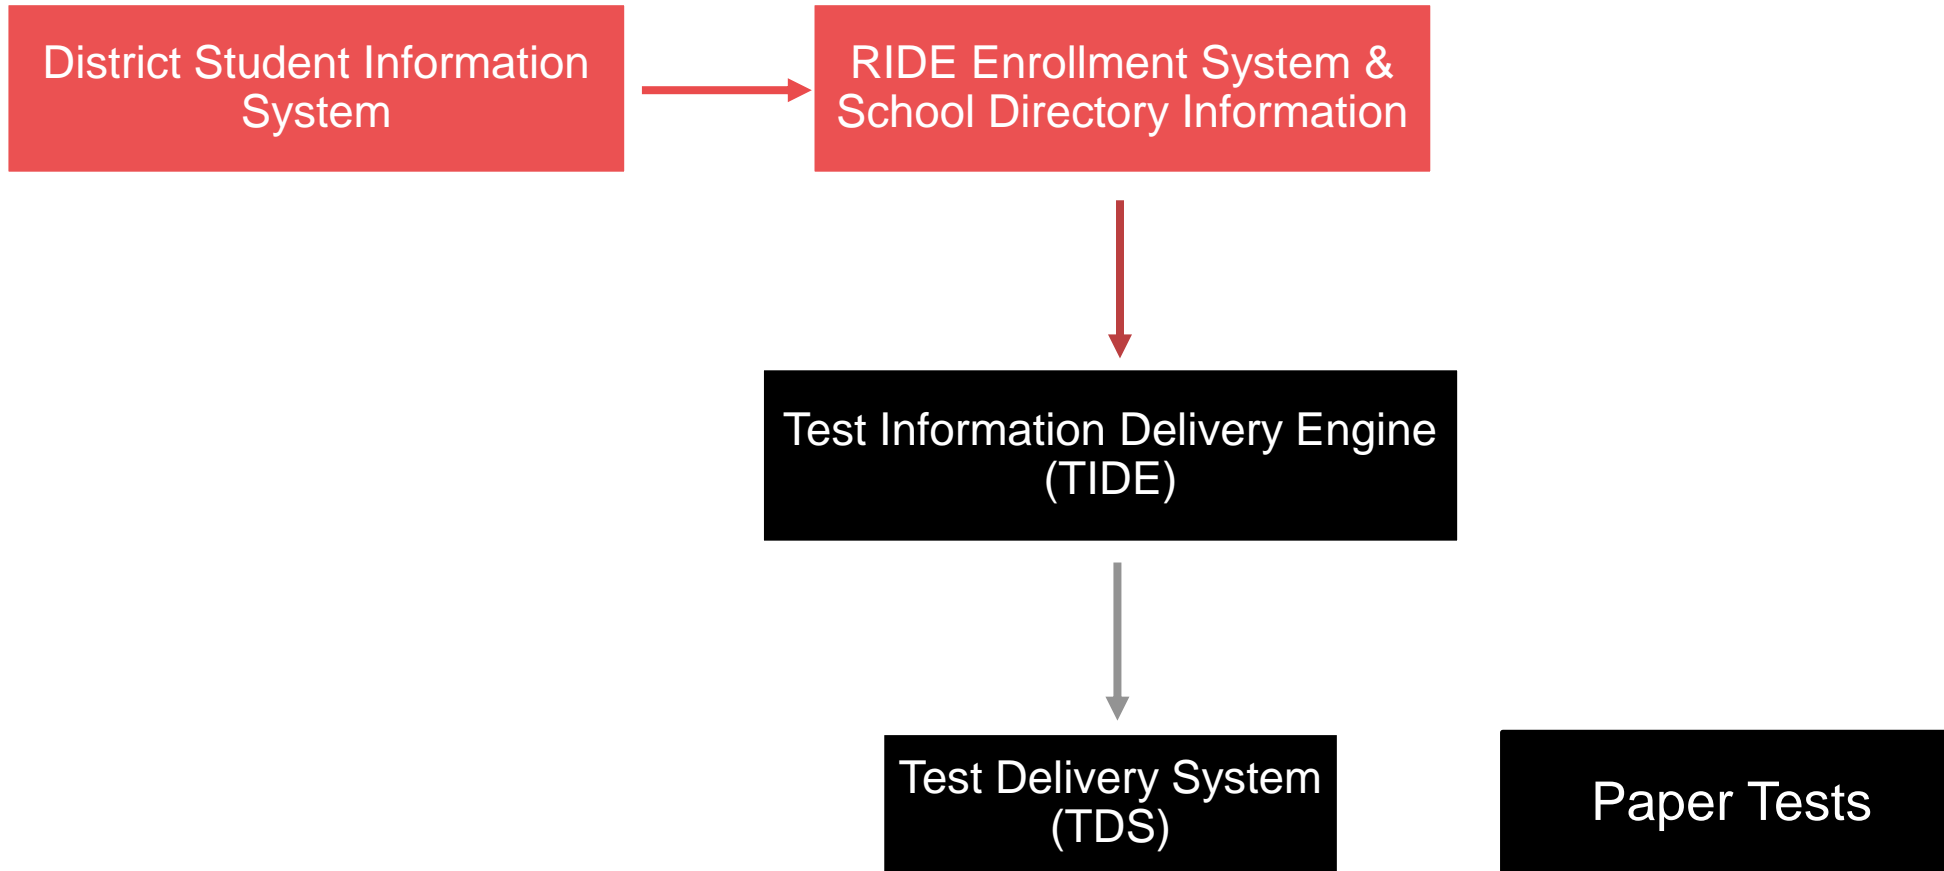 District Student Information
System
RIDE Enrollment System &
School Directory Information
Test Information Delivery Engine
(TIDE)
Test Delivery System
(TDS)
Paper Tests